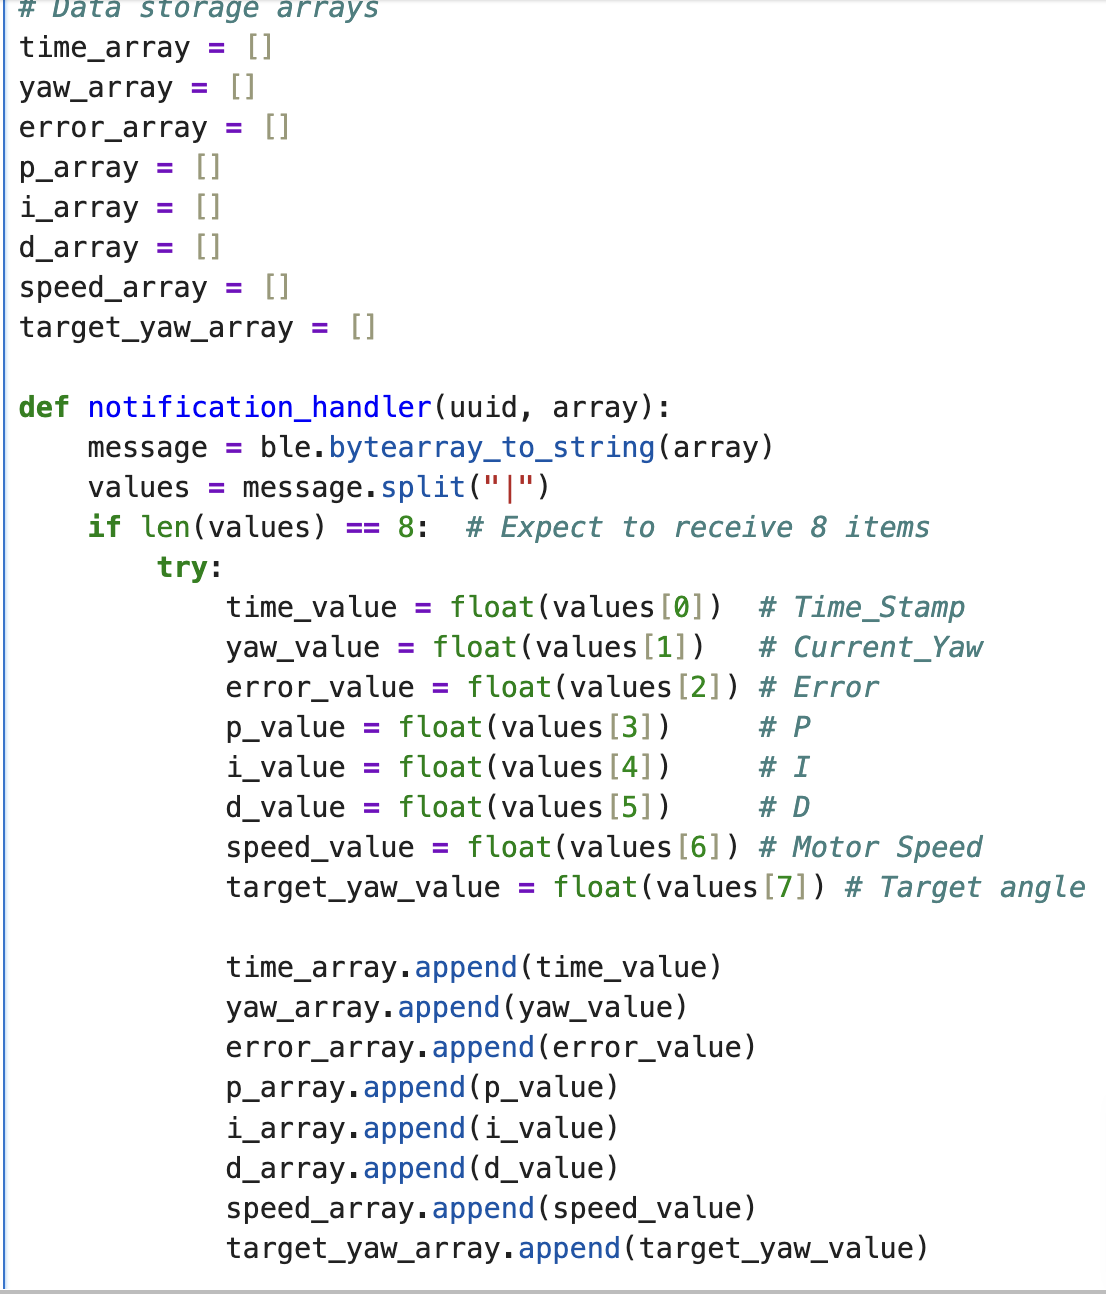 # Data storage arrays
time_array = []
yaw_array = []
error_array = []
p_array = []
i_array = []
d_array = []
speed_array = []
target_yaw_array = []

def notification_handler(uuid, array):
    message = ble.bytearray_to_string(array)
    values = message.split("|")
    if len(values) == 8:  # Expect to receive 8 items
        try:
            time_value = float(values[0])  # Time_Stamp
            yaw_value = float(values[1])   # Current_Yaw
            error_value = float(values[2]) # Error
            p_value = float(values[3])     # P
            i_value = float(values[4])     # I
            d_value = float(values[5])     # D
            speed_value = float(values[6]) # Motor Speed
            target_yaw_value = float(values[7]) # Target angle

            time_array.append(time_value)
            yaw_array.append(yaw_value)
            error_array.append(error_value)
            p_array.append(p_value)
            i_array.append(i_value)
            d_array.append(d_value)
            speed_array.append(speed_value)
            target_yaw_array.append(target_yaw_value)